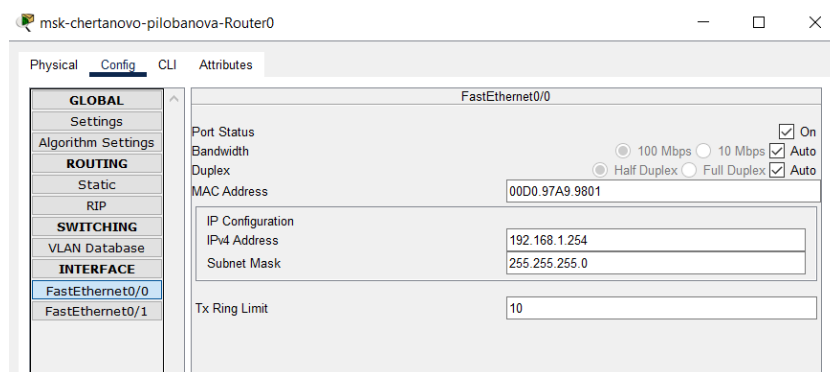 msk-chertanovo-pilobanova-Router0
Physical Config CLI Attributes
GLOBAL
Settings
Algorithm Settings
ROUTING
Static
RIP
SWITCHING
VLAN Database
INTERFACE
FastEthernet0/0
FastEthernet0/1
FastEthernet0/0
Port Status On
Bandwidth 100 Mbps 10 Mbps Auto
Duplex Half Duplex Full Duplex Auto
MAC Address 00D0.97A9.9801
IP Configuration
IPv4 Address 192.168.1.254
Subnet Mask 255.255.255.0
Tx Ring Limit 10